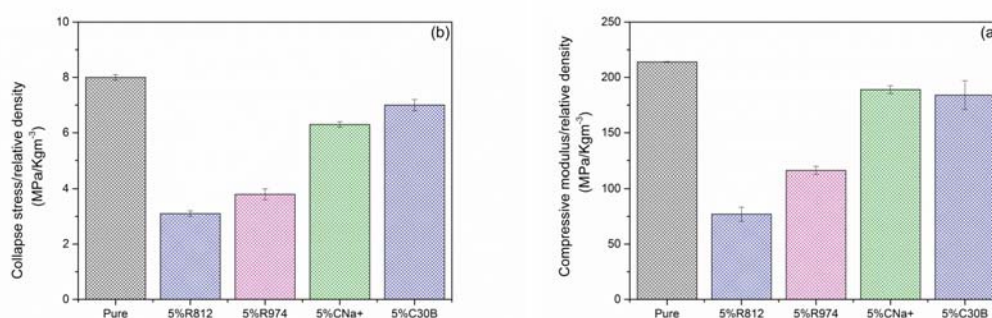 (b)
Collapse stress/relative density
(MPa/Kgm⁻³)
10
8
6
4
2
0
Pure 5%R812 5%R974 5%CNa+ 5%C30B
(a
Compressive modulus/relative density
(MPa/Kgm⁻³)
250
200
150
100
50
0
Pure 5%R812 5%R974 5%CNa+ 5%C30B